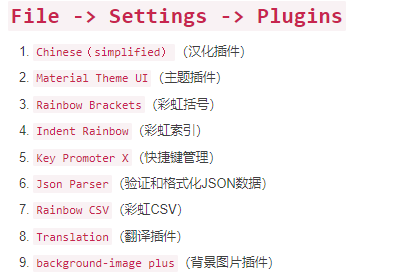 File -> Settings -> Plugins
1. Chinese（simplified） （汉化插件）
2. Material Theme UI （主题插件）
3. Rainbow Brackets （彩虹括号）
4. Indent Rainbow （彩虹索引）
5. Key Promoter X （快捷键管理）
6. Json Parser （验证和格式化JSON数据）
7. Rainbow CSV （彩虹CSV）
8. Translation （翻译插件）
9. background-image plus （背景图片插件）